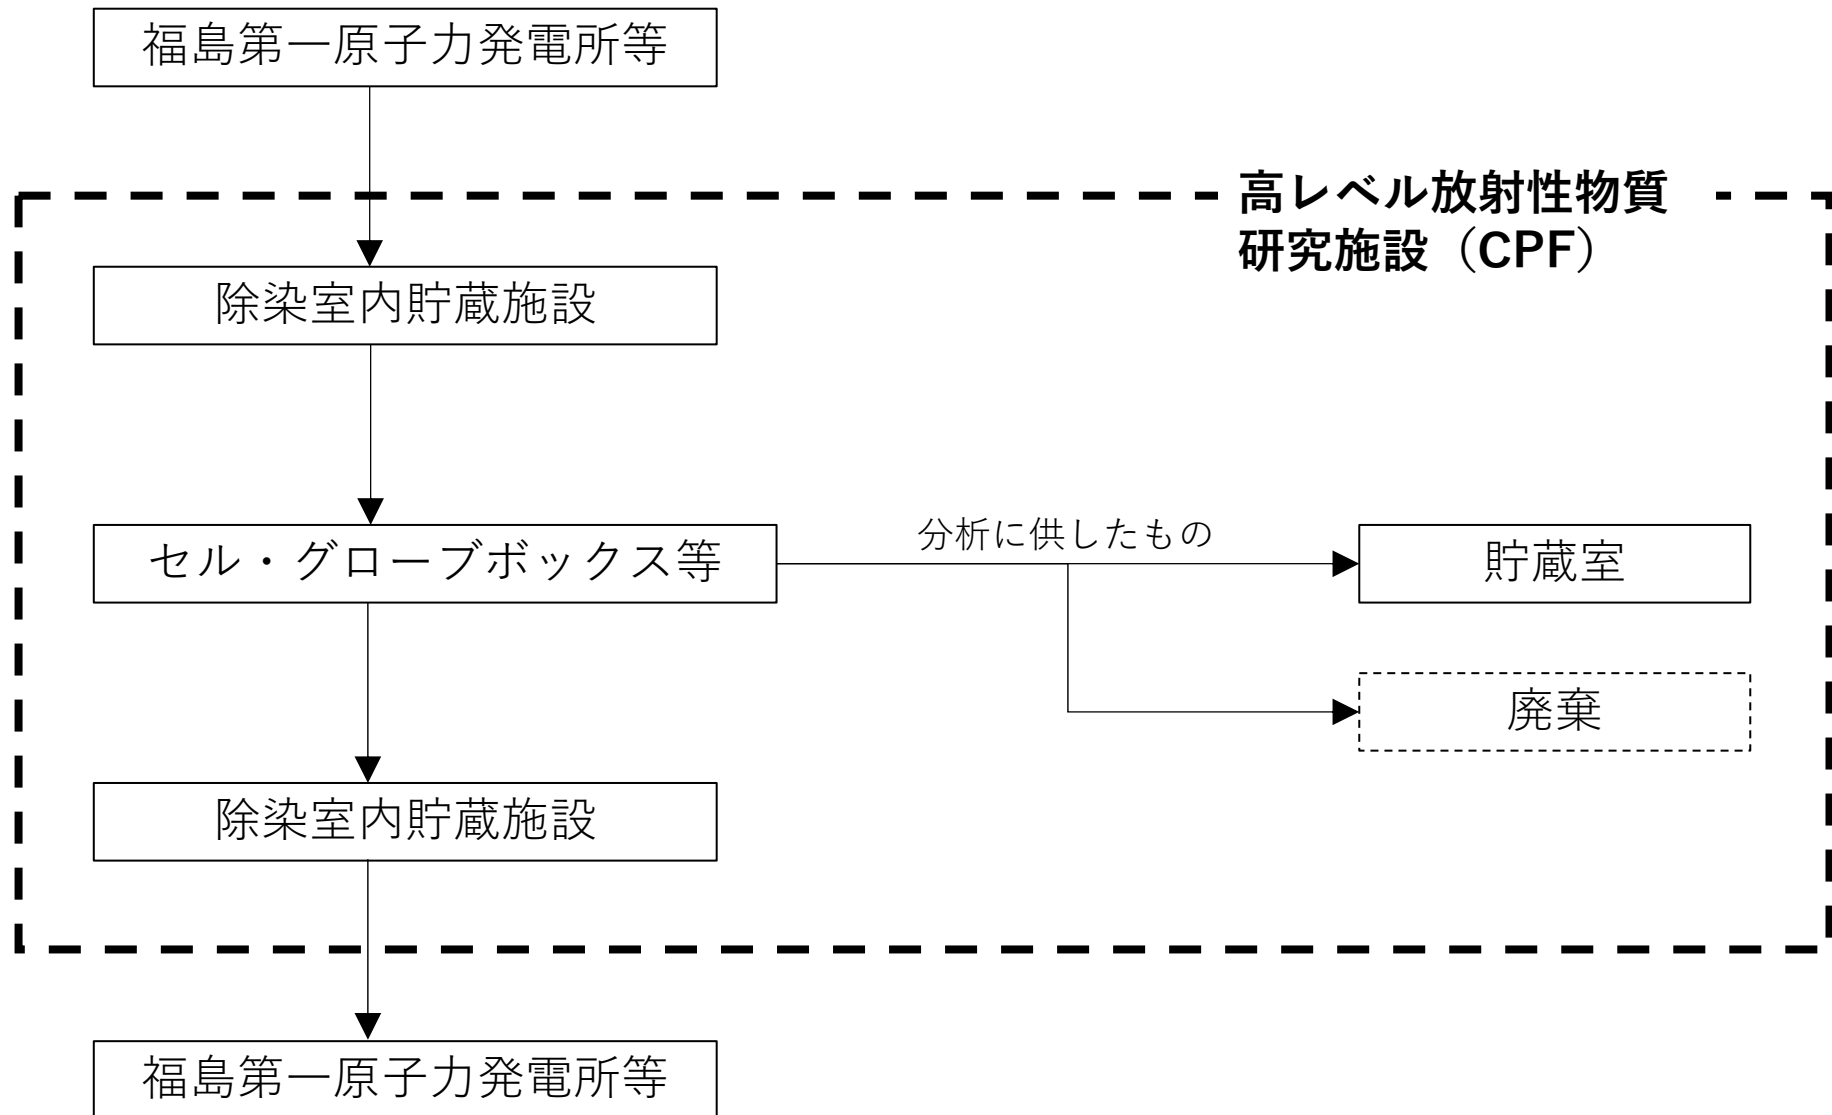 福島第一原子力発電所等
高レベル放射性物質
研究施設（CPF）
除染室内貯蔵施設
セル・グローブボックス等
分析に供したもの
貯蔵室
廃棄
除染室内貯蔵施設
福島第一原子力発電所等